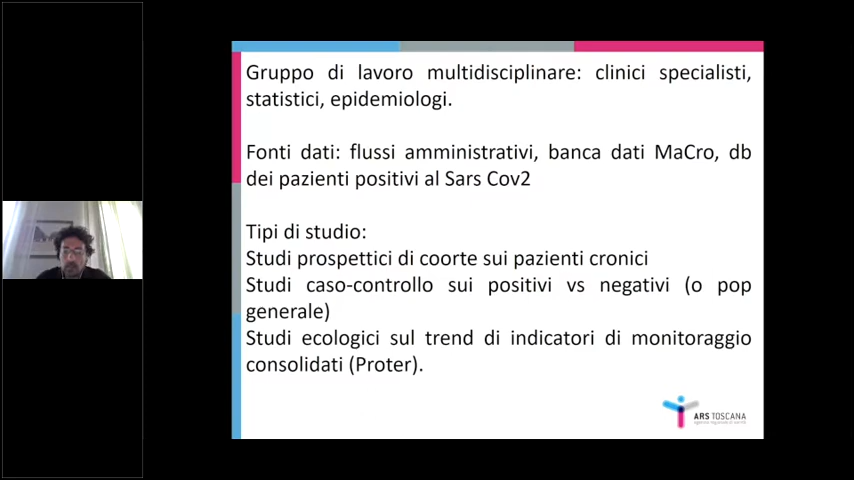 Gruppo di lavoro multidisciplinare: clinici specialisti,
statistici, epidemiologi.
Fonti dati: flussi amministrativi, banca dati MaCro, db
dei pazienti positivi al Sars Cov2
Tipi di studio:
Studi prospettici di coorte sui pazienti cronici
Studi caso-controllo sui positivi vs negativi (o pop
generale)
Studi ecologici sul trend di indicatori di monitoraggio
consolidati (Proter).
ARS TOSCANA